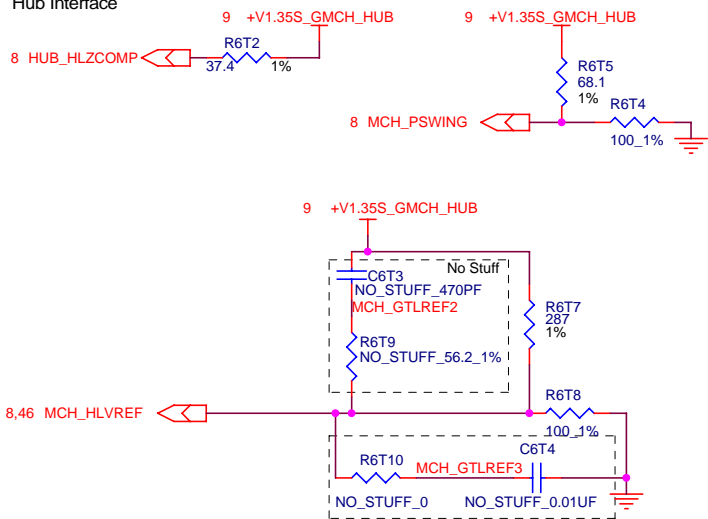 Hub Interface
9 +V1.35S_GMCH_HUB
R6T2
8 HUB_HLZCOMP
37.4
1%
9 +V1.35S_GMCH_HUB
R6T5
68.1
1%
R6T4
8 MCH_PSWING
100_1%
9 +V1.35S_GMCH_HUB
No Stuff
C6T3
NO_STUFF_470PF
MCH_GTLREF2
R6T7
287
1%
R6T9
NO_STUFF_56.2_1%
R6T8
8,46 MCH_HLVREF
100_1%
C6T4
R6T10
MCH_GTLREF3
NO_STUFF_0
NO_STUFF_0.01UF